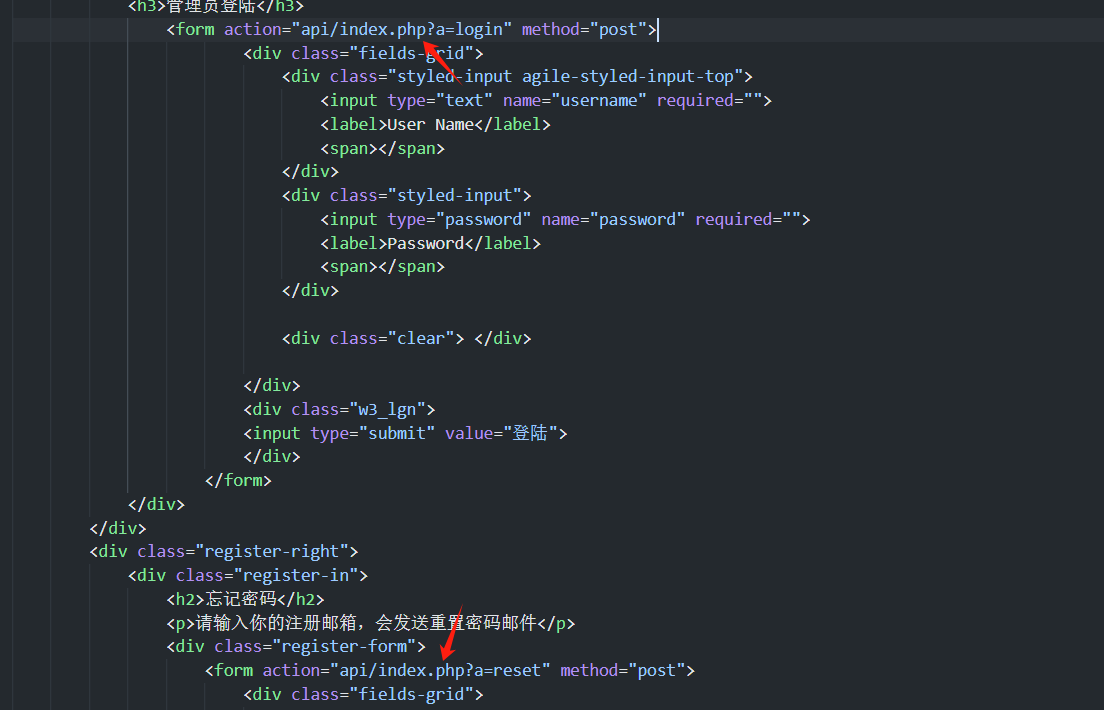 <h3>管理员登陆</h3>
<form action="api/index.php?a=login" method="post">
<div class="fields-grid">
<div class="styled-input agile-styled-input-top">
<input type="text" name="username" required="">
<label>User Name</label>
<span></span>
</div>
<div class="styled-input">
<input type="password" name="password" required="">
<label>Password</label>
<span></span>
</div>
<div class="clear"> </div>
</div>
<div class="w3_lgn">
<input type="submit" value="登陆">
</div>
</form>
</div>
</div>
<div class="register-right">
<div class="register-in">
<h2>忘记密码</h2>
<p>请输入你的注册邮箱，会发送重置密码邮件</p>
<div class="register-form">
<form action="api/index.php?a=reset" method="post">
<div class="fields-grid">